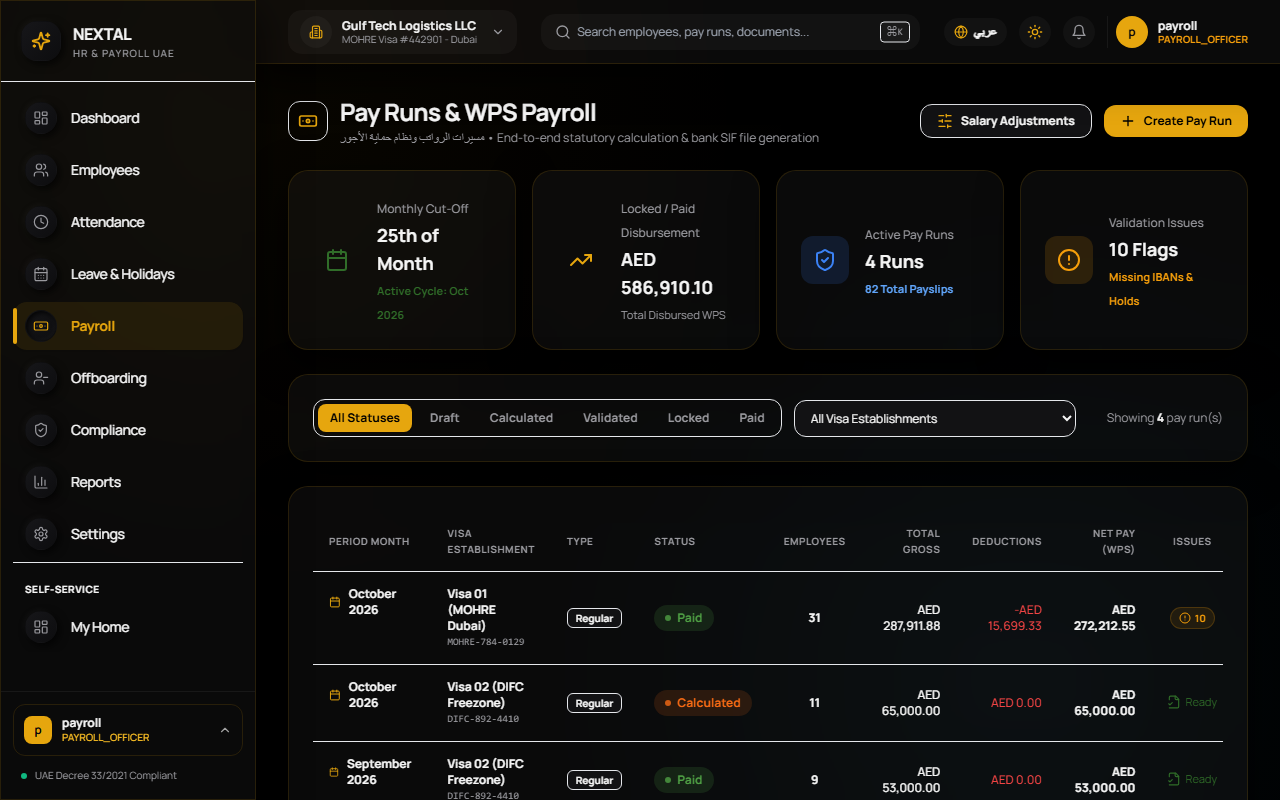 NEXTAL
HR & PAYROLL UAE
Dashboard
Employees
Attendance
Leave & Holidays
Payroll
Offboarding
Compliance
Reports
Settings
SELF-SERVICE
My Home
p
payroll
PAYROLL_OFFICER
UAE Decree 33/2021 Compliant
Gulf Tech Logistics LLC
MOHRE Visa #442901 - Dubai
Search employees, pay runs, documents...
⌘K
عربي
p
payroll
PAYROLL_OFFICER
Pay Runs & WPS Payroll
مسيرات الرواتب ونظام حماية الأجور • End-to-end statutory calculation & bank SIF file generation
Salary Adjustments
Create Pay Run
Monthly Cut-Off
25th of
Month
Active Cycle: Oct
2026
Locked / Paid
Disbursement
AED
586,910.10
Total Disbursed WPS
Active Pay Runs
4 Runs
82 Total Payslips
Validation Issues
10 Flags
Missing IBANs &
Holds
All Statuses
Draft
Calculated
Validated
Locked
Paid
All Visa Establishments
Showing 4 pay run(s)
PERIOD MONTH
VISA
ESTABLISHMENT
TYPE
STATUS
EMPLOYEES
TOTAL
GROSS
DEDUCTIONS
NET PAY
(WPS)
ISSUES
October
2026
Visa 01
(MOHRE
Dubai)
MOHRE-784-0129
Regular
Paid
31
AED
287,911.88
-AED
15,699.33
AED
272,212.55
10
October
2026
Visa 02 (DIFC
Freezone)
DIFC-892-4410
Regular
Calculated
11
AED
65,000.00
AED 0.00
AED
65,000.00
Ready
September
2026
Visa 02 (DIFC
Freezone)
DIFC-892-4410
Regular
Paid
9
AED
53,000.00
AED 0.00
AED
53,000.00
Ready